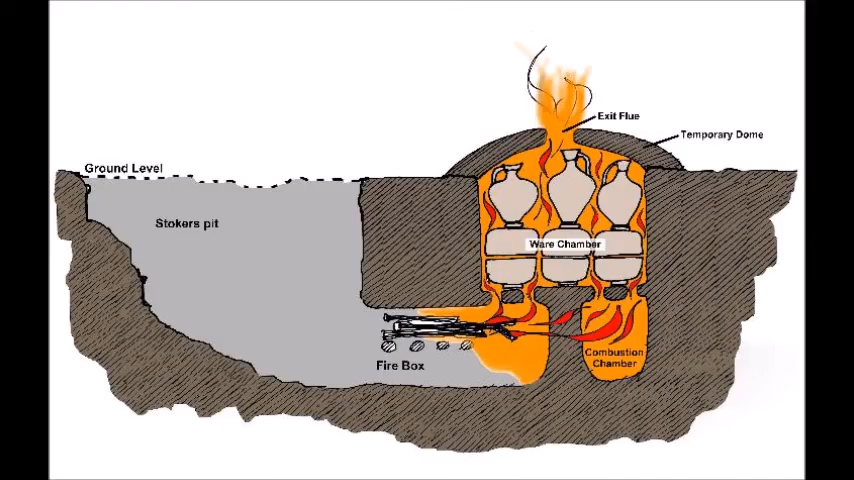 Exit Flue
Temporary Dome
Ground Level
Stokers pit
Ware Chamber
Combustion
Chamber
Fire Box